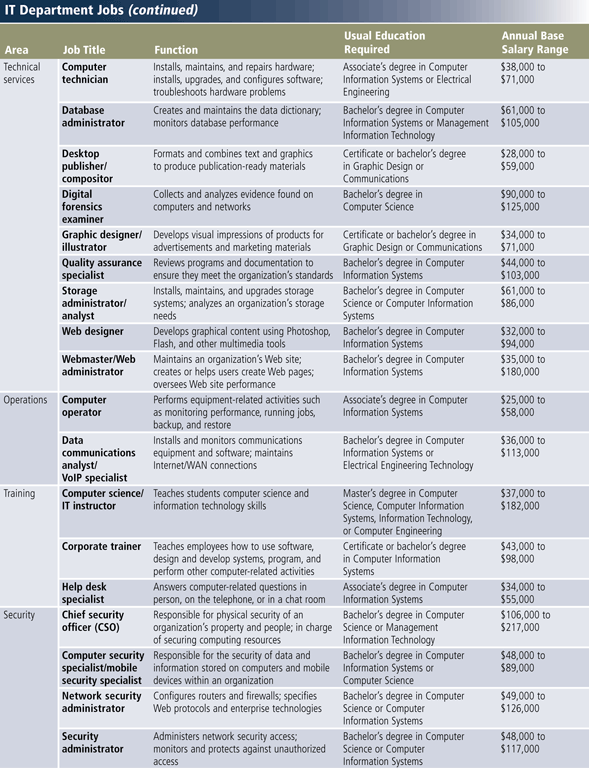 IT Department Jobs (continued)
Area Job Title Function Usual Education Required Annual Base Salary Range
Technical services
Computer technician
Installs, maintains, and repairs hardware;
installs, upgrades, and configures software;
troubleshoots hardware problems
Associate's degree in Computer
Information Systems or Electrical
Engineering
$38,000 to
$71,000
Database
administrator
Creates and maintains the data dictionary;
monitors database performance
Bachelor's degree in Computer
Information Systems or Management
Information Technology
$61,000 to
$105,000
Desktop
publisher/
compositor
Formats and combines text and graphics
to produce publication-ready materials
Certificate or bachelor's degree
in Graphic Design or
Communications
$28,000 to
$59,000
Digital
forensics
examiner
Collects and analyzes evidence found on
computers and networks
Bachelor's degree in
Computer Science
$90,000 to
$125,000
Graphic designer/
illustrator
Develops visual impressions of products for
advertisements and marketing materials
Certificate or bachelor's degree in
Graphic Design or Communications
$34,000 to
$71,000
Quality assurance
specialist
Reviews programs and documentation to
ensure they meet the organization's standards
Bachelor's degree in Computer
Information Systems
$44,000 to
$103,000
Storage
administrator/
analyst
Installs, maintains, and upgrades storage
systems; analyzes an organization's storage
needs
Bachelor's degree in Computer
Science or Computer Information
Systems
$61,000 to
$86,000
Web designer
Develops graphical content using Photoshop,
Flash, and other multimedia tools
Bachelor's degree in Computer
Information Systems
$32,000 to
$94,000
Webmaster/Web
administrator
Maintains an organization's Web site;
creates or helps users create Web pages;
oversees Web site performance
Bachelor's degree in Computer
Information Systems
$35,000 to
$180,000
Operations
Computer
operator
Performs equipment-related activities such
as monitoring performance, running jobs,
backup, and restore
Associate's degree in Computer
Information Systems
$25,000 to
$58,000
Data
communications
analyst/
VoIP specialist
Installs and monitors communications
equipment and software; maintains
Internet/WAN connections
Bachelor's degree in Computer
Information Systems or
Electrical Engineering Technology
$36,000 to
$113,000
Training
Computer science/
IT instructor
Teaches students computer science and
information technology skills
Master's degree in Computer
Science, Computer Information
Systems, Information Technology,
or Computer Engineering
$37,000 to
$182,000
Corporate trainer
Teaches employees how to use software,
design and develop systems, program, and
perform other computer-related activities
Certificate or bachelor's degree
in Computer Information
Systems
$43,000 to
$98,000
Help desk
specialist
Answers computer-related questions in
person, on the telephone, or in a chat room
Associate's degree in Computer
Information Systems
$34,000 to
$55,000
Security
Chief security
officer (CSO)
Responsible for physical security of an
organization's property and people; in charge
of securing computing resources
Bachelor's degree in Computer
Science or Management
Information Technology
$106,000 to
$217,000
Computer security
specialist/mobile
security specialist
Responsible for the security of data and
information stored on computers and mobile
devices within an organization
Bachelor's degree in Computer
Information Systems or
Computer Science
$48,000 to
$89,000
Network security
administrator
Configures routers and firewalls; specifies
Web protocols and enterprise technologies
Bachelor's degree in Computer
Science or Computer
Information Systems
$49,000 to
$126,000
Security
administrator
Administers network security access;
monitors and protects against unauthorized
access
Bachelor's degree in Computer
Science or Computer
Information Systems
$48,000 to
$117,000